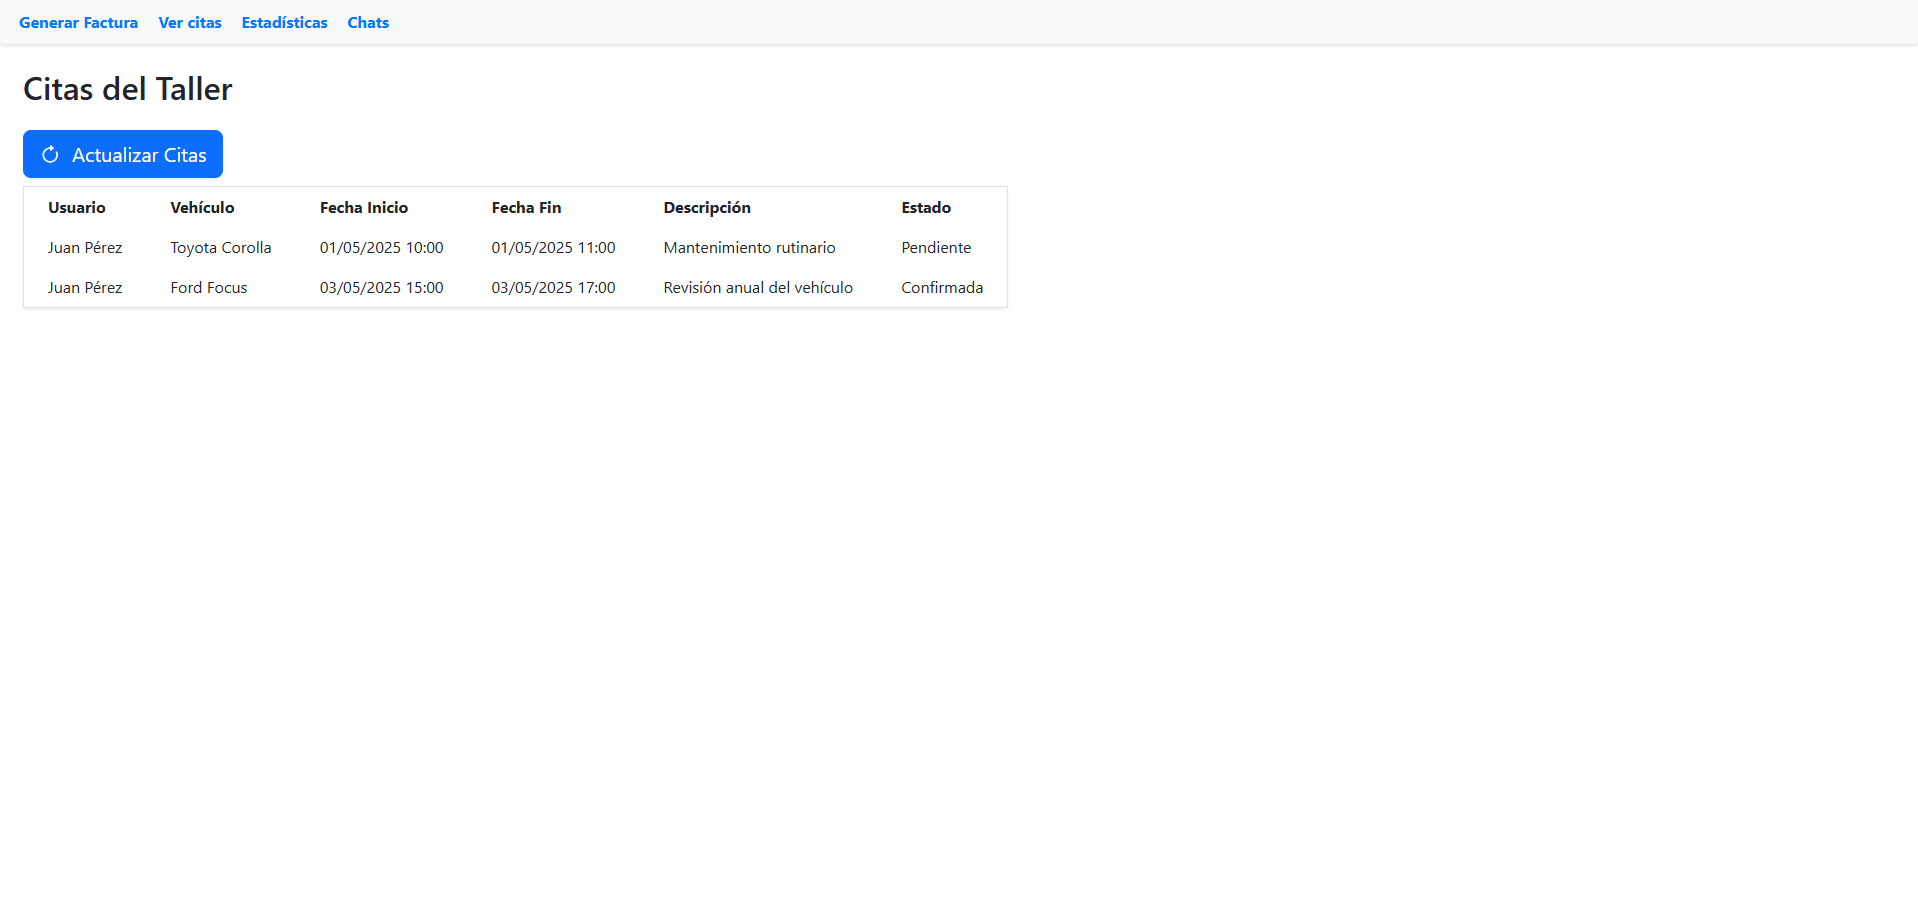 Generar Factura Ver citas Estadísticas Chats
Citas del Taller
Actualizar Citas
Usuario Vehículo Fecha Inicio Fecha Fin Descripción Estado
Juan Pérez Toyota Corolla 01/05/2025 10:00 01/05/2025 11:00 Mantenimiento rutinario Pendiente
Juan Pérez Ford Focus 03/05/2025 15:00 03/05/2025 17:00 Revisión anual del vehículo Confirmada